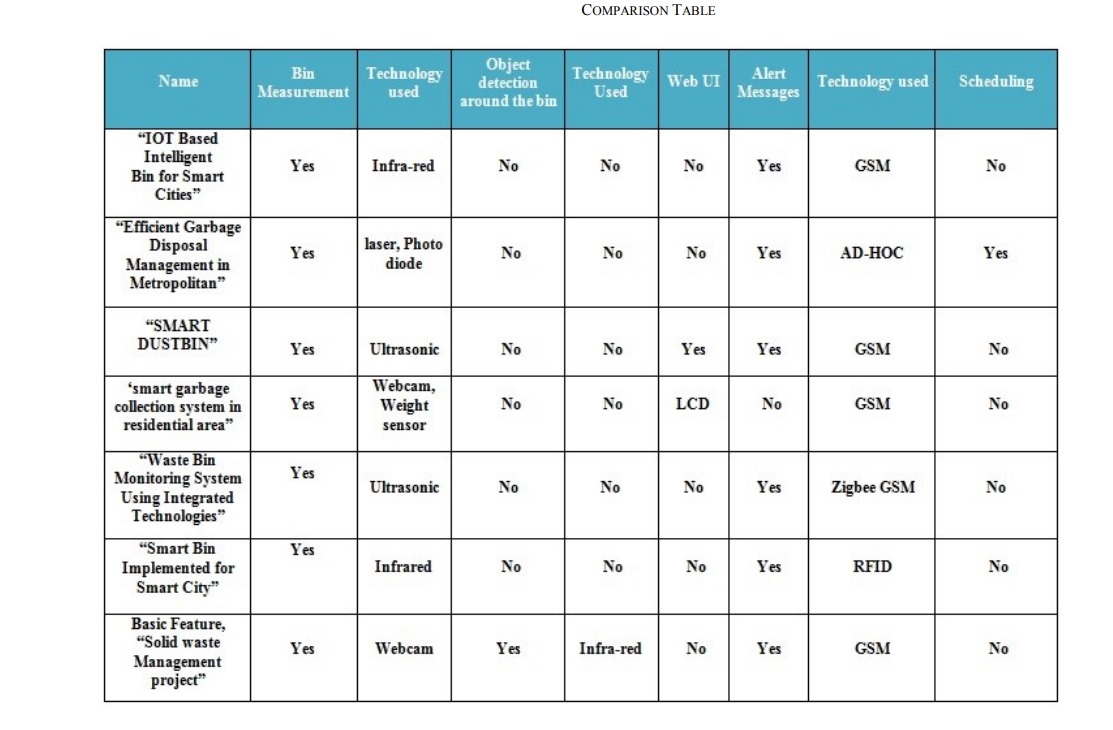 COMPARISON TABLE
Name
Bin
Measurement
Technology
used
Object
detection
around the bin
Technology
Used
Web UI
Alert
Messages
Technology used
Scheduling
“IOT Based
Intelligent
Bin for Smart
Cities”
Yes
Infra-red
No
No
No
Yes
GSM
No
“Efficient Garbage
Disposal
Management in
Metropolitan”
Yes
laser, Photo
diode
No
No
No
Yes
AD-HOC
Yes
“SMART
DUSTBIN”
Yes
Ultrasonic
No
No
Yes
Yes
GSM
No
‘smart garbage
collection system in
residential area”
Yes
Webcam,
Weight
sensor
No
No
LCD
No
GSM
No
“Waste Bin
Monitoring System
Using Integrated
Technologies”
Yes
Ultrasonic
No
No
No
Yes
Zigbee GSM
No
“Smart Bin
Implemented for
Smart City”
Yes
Infrared
No
No
No
Yes
RFID
No
Basic Feature,
“Solid waste
Management
project”
Yes
Webcam
Yes
Infra-red
No
Yes
GSM
No